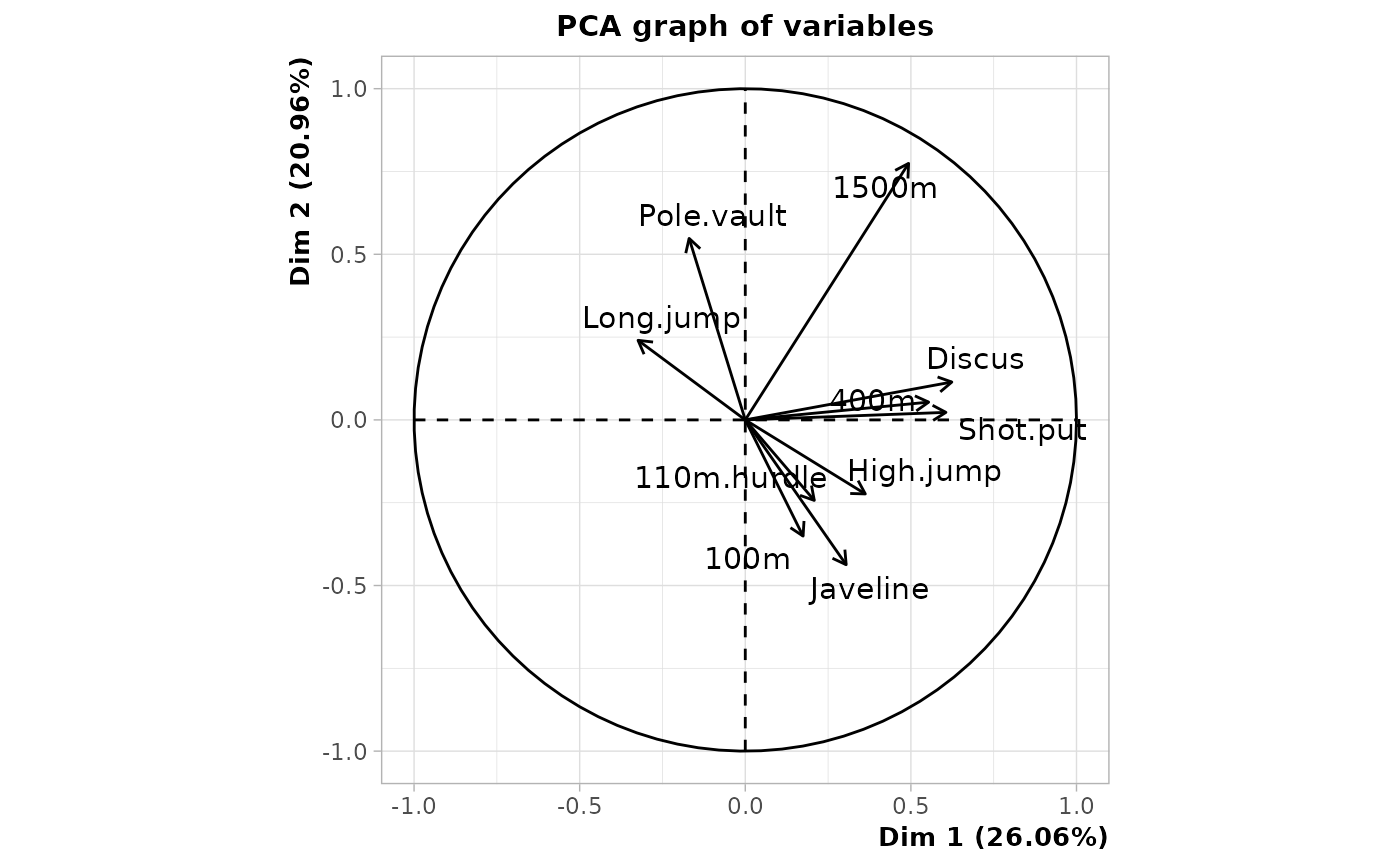 PCA graph of variables
Dim 2 (20.96%)
1.0
0.5
0.0
-0.5
-1.0
1500m
Pole.vault
Long.jump
Discus
400m
Shot.put
High.jump
110m.hurdle
100m
Javeline
-1.0
-0.5
0.0
0.5
1.0
Dim 1 (26.06%)